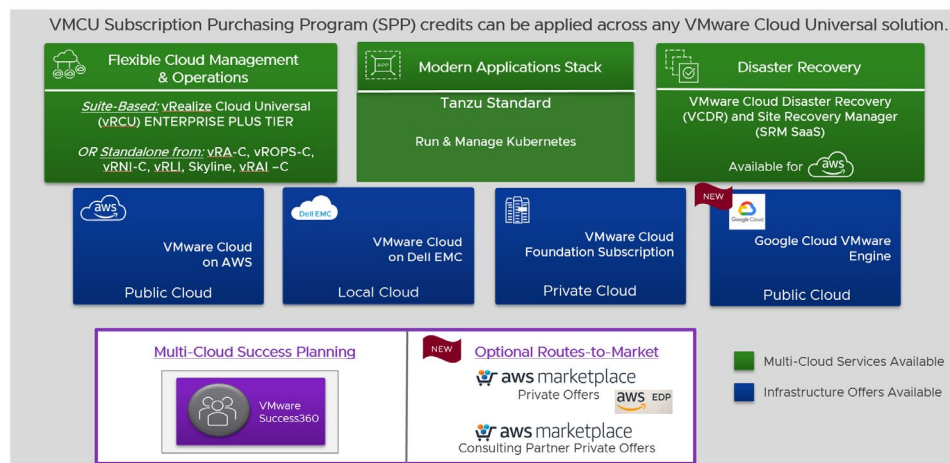 VMCU Subscription Purchasing Program (SPP) credits can be applied across any VMware Cloud Universal solution.
Flexible Cloud Management
& Operations
Suite-Based: vRealize Cloud Universal
(vRCU) ENTERPRISE PLUS TIER
OR Standalone from: vRA-C, vROPS-C,
vRNI-C, vRLI, Skyline, vRAI –C
APP
Modern Applications Stack
Tanzu Standard
Run & Manage Kubernetes
Disaster Recovery
VMware Cloud Disaster Recovery
(VCDR) and Site Recovery Manager
(SRM SaaS)
Available for aws
aws
VMware Cloud
on AWS
Public Cloud
Dell EMC
VMware Cloud
on Dell EMC
Local Cloud
VMware Cloud
Foundation Subscription
Private Cloud
NEW
Google Cloud
Google Cloud VMware
Engine
Public Cloud
Multi-Cloud Success Planning
VMware
Success360
NEW
Optional Routes-to-Market
aws marketplace
Private Offers
aws EDP
aws marketplace
Consulting Partner Private Offers
Multi-Cloud Services Available
Infrastructure Offers Available